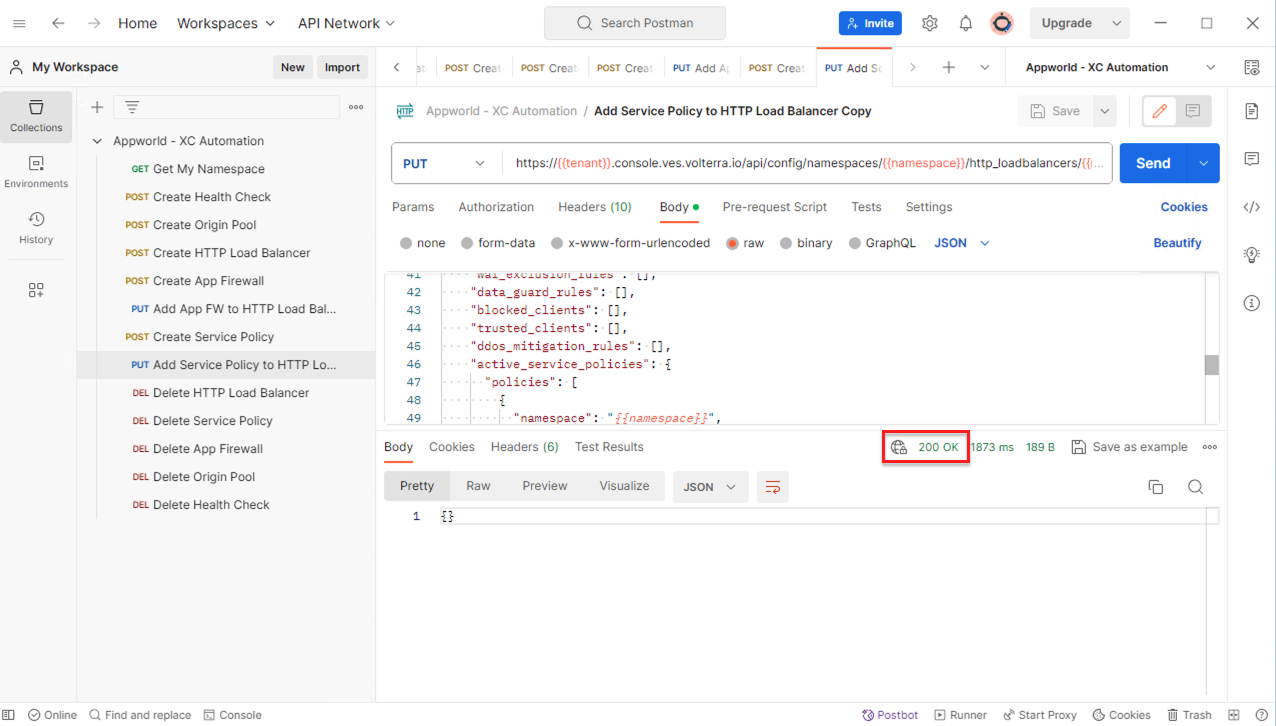 Home
Workspaces
API Network
Search Postman
Invite
Upgrade
My Workspace
New
Import
POST Creat
POST Creat
POST Creat
PUT Add Ap
POST Creat
PUT Add Se
Appworld - XC Automation
Collections
Environments
History
Appworld - XC Automation
GET Get My Namespace
POST Create Health Check
POST Create Origin Pool
POST Create HTTP Load Balancer
POST Create App Firewall
PUT Add App FW to HTTP Load Bal...
POST Create Service Policy
PUT Add Service Policy to HTTP Lo...
DEL Delete HTTP Load Balancer
DEL Delete Service Policy
DEL Delete App Firewall
DEL Delete Origin Pool
DEL Delete Health Check
HTTP Appworld - XC Automation / Add Service Policy to HTTP Load Balancer Copy
Save
PUT
https://{{tenant}}.console.ves.volterra.io/api/config/namespaces/{{namespace}}/http_loadbalancers/{{...
Send
Params
Authorization
Headers (10)
Body
Pre-request Script
Tests
Settings
Cookies
none
form-data
x-www-form-urlencoded
raw
binary
GraphQL
JSON
Beautify
41 "waf_exclusion_rules": [],
42 "data_guard_rules": [],
43 "blocked_clients": [],
44 "trusted_clients": [],
45 "ddos_mitigation_rules": [],
46 "active_service_policies": {
47 "policies": [
48 {
49 "namespace": "{{namespace}}",
Body
Cookies
Headers (6)
Test Results
200 OK
1873 ms
189 B
Save as example
Pretty
Raw
Preview
Visualize
JSON
1 {}
Online
Find and replace
Console
Postbot
Runner
Start Proxy
Cookies
Trash